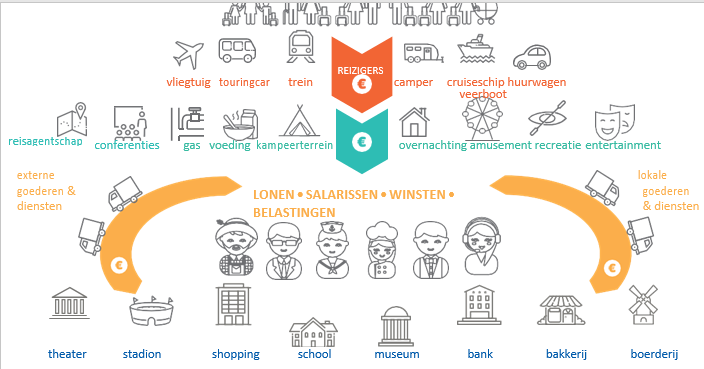 REIZIGERS
€
vliegtuig touringcar trein camper cruiseschip huurwagen
veerboot
€
reisagentschap conferenties gas voeding kampeerterrein overnachting amusement recreatie entertainment
externe
goederen &
diensten
lokale
goederen
& diensten
LONEN • SALARISSEN • WINSTEN •
BELASTINGEN
€
€
theater stadion shopping school museum bank bakkerij boerderij